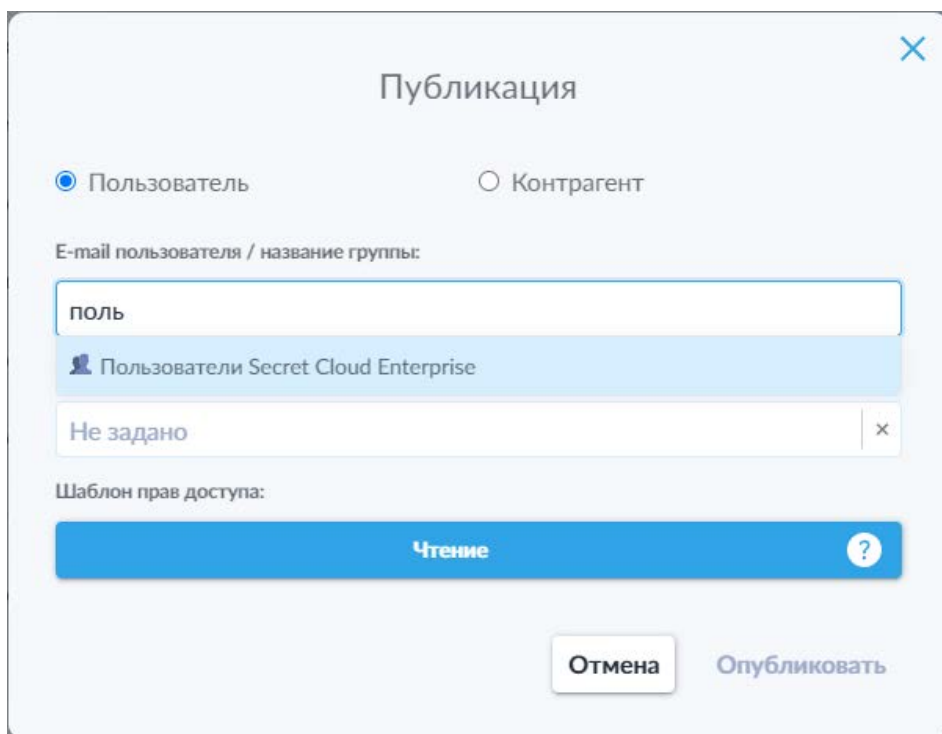 Публикация
Пользователь Контрагент
E-mail пользователя / название группы:
поль
Пользователи Secret Cloud Enterprise
Не задано
Шаблон прав доступа:
Чтение ?
Отмена Опубликовать